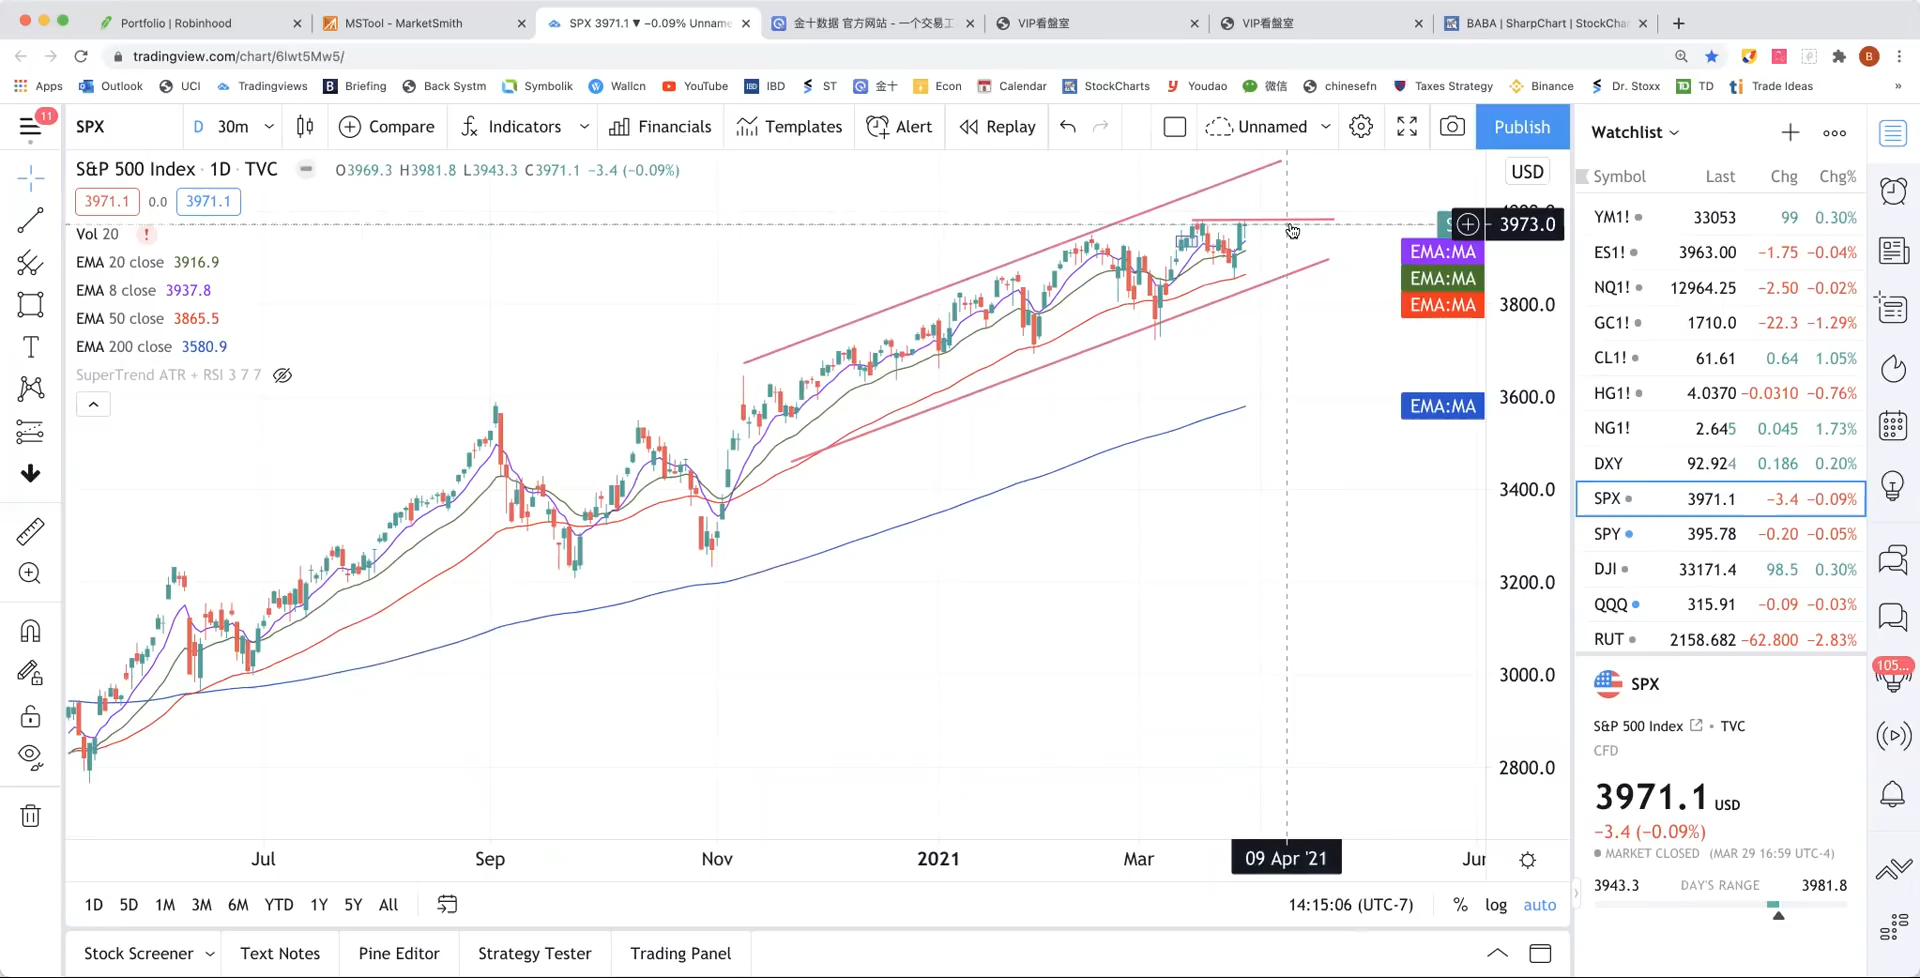 Portfolio | Robinhood
MSTool - MarketSmith
SPX 3971.1 ▼ −0.09% Unname
金十数据 官方网站 - 一个交易工
VIP看盤室
VIP看盤室
BABA | SharpChart | StockChar
tradingview.com/chart/6lwt5Mw5/
B
Apps
Outlook
UCI
Tradingviews
Briefing
Back Systm
Symbolik
Wallcn
YouTube
IBD
IBD
ST
金十
Econ
Calendar
StockCharts
Youdao
微信
chinesefn
Taxes Strategy
Binance
Dr. Stoxx
TD
TD
Trade Ideas
»
11
SPX
D
30m
Compare
Indicators
Financials
Templates
Alert
Replay
Unnamed
Publish
S&P 500 Index · 1D · TVC
O3969.3 H3981.8 L3943.3 C3971.1 −3.4 (−0.09%)
3971.1
0.0
3971.1
Vol 20
!
EMA 20 close 3916.9
EMA 8 close 3937.8
EMA 50 close 3865.5
EMA 200 close 3580.9
SuperTrend ATR + RSI 3 7 7
USD
3973.0
EMA:MA
EMA:MA
EMA:MA
EMA:MA
3800.0
3600.0
3400.0
3200.0
3000.0
2800.0
Jul
Sep
Nov
2021
Mar
09 Apr '21
1D
5D
1M
3M
6M
YTD
1Y
5Y
All
14:15:06 (UTC-7)
%
log
auto
Stock Screener
Text Notes
Pine Editor
Strategy Tester
Trading Panel
Watchlist
Symbol Last Chg Chg%
YM1! 33053 99 0.30%
ES1! 3963.00 −1.75 −0.04%
NQ1! 12964.25 −2.50 −0.02%
GC1! 1710.0 −22.3 −1.29%
CL1! 61.61 0.64 1.05%
HG1! 4.0370 −0.0310 −0.76%
NG1! 2.645 0.045 1.73%
DXY 92.924 0.186 0.20%
SPX 3971.1 −3.4 −0.09%
SPY 395.78 −0.20 −0.05%
DJI 33171.4 98.5 0.30%
QQQ 315.91 −0.09 −0.03%
RUT 2158.682 −62.800 −2.83%
SPX
S&P 500 Index · TVC
CFD
3971.1 USD
−3.4 (−0.09%)
MARKET CLOSED (MAR 29 16:59 UTC-4)
3943.3 DAY'S RANGE 3981.8
105...